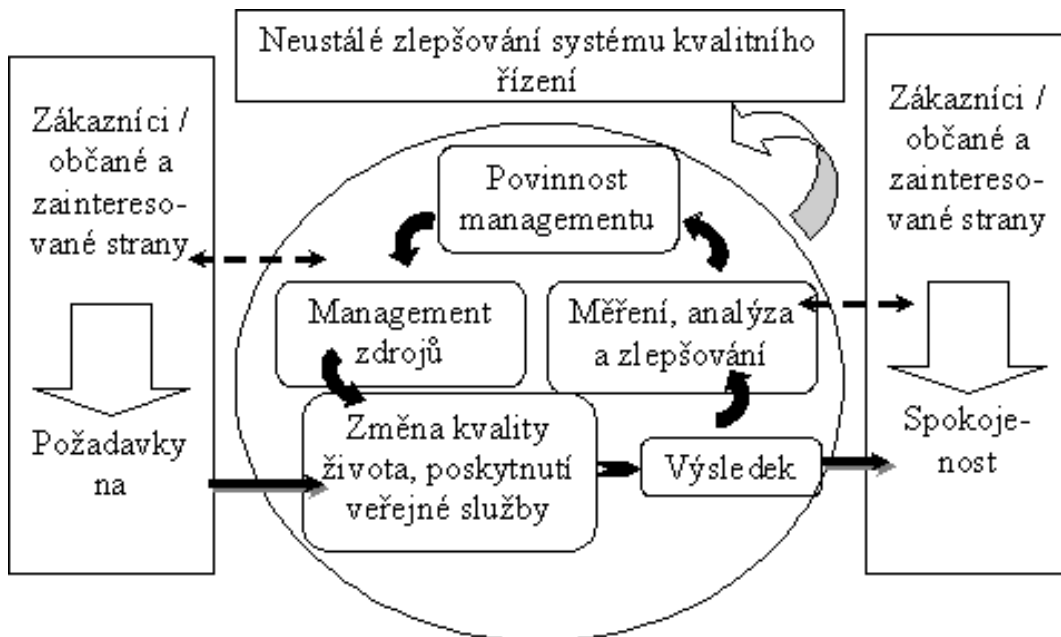 Neustálé zlepšování systému kvalitního
řízení
Zákazníci /
občané a
zaintereso-
vané strany
Požadavky
na
Povinnost
managementu
Management
zdrojů
Měření, analýza
a zlepšování
Změna kvality
života, poskytnutí
veřejné služby
Výsledek
Zákazníci /
občané a
zaintereso-
vané strany
Spokoje-
nost